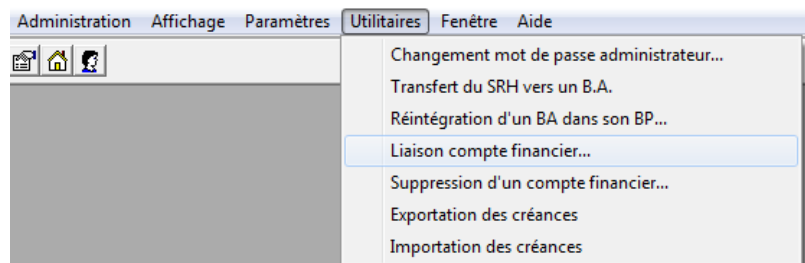 Administration Affichage Paramètres Utilitaires Fenêtre Aide
Changement mot de passe administrateur...
Transfert du SRH vers un B.A.
Réintégration d'un BA dans son BP...
Liaison compte financier...
Suppression d'un compte financier...
Exportation des créances
Importation des créances